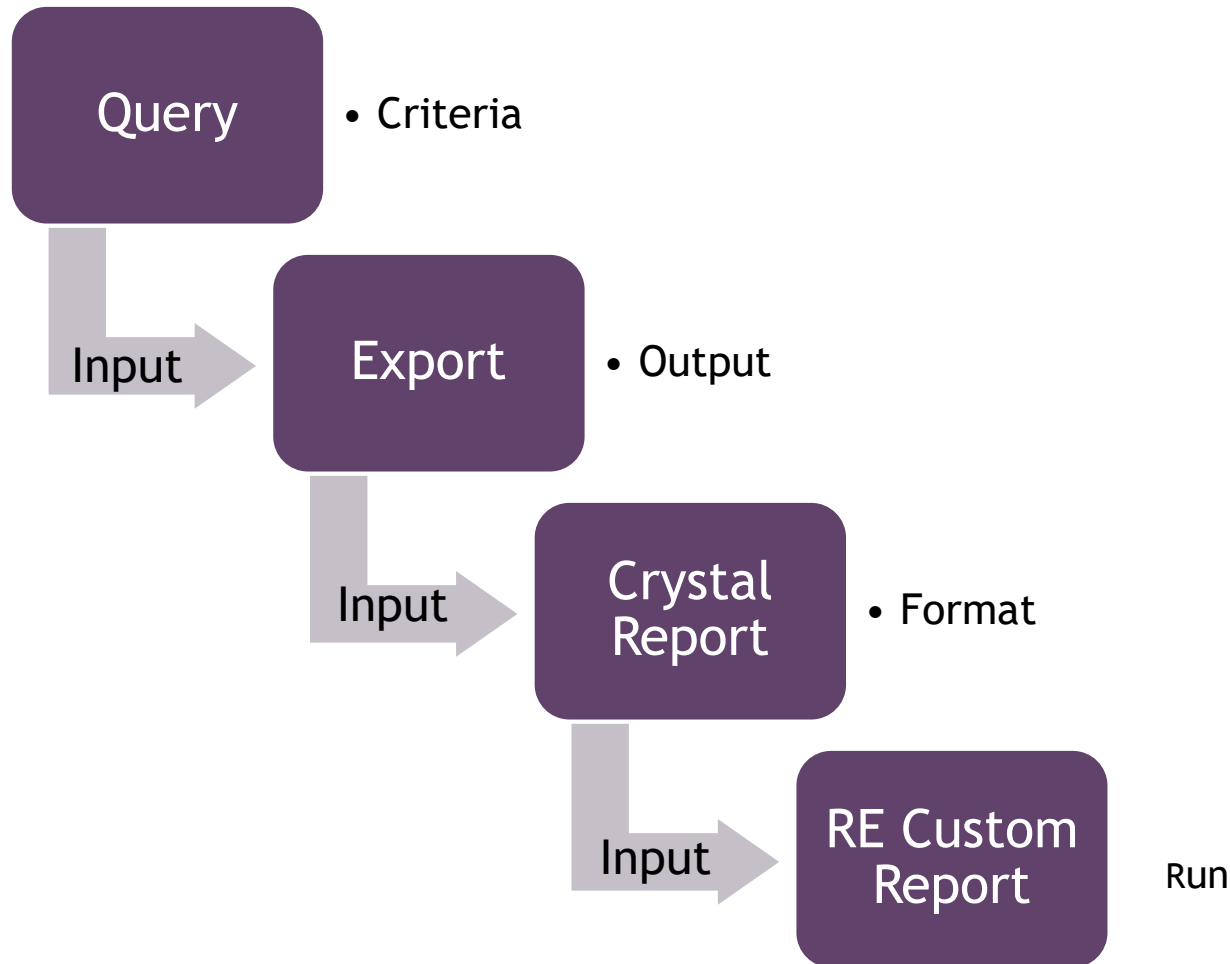 Query
• Criteria
Input
Export
• Output
Input
Crystal
Report
• Format
Input
RE Custom
Report
Run